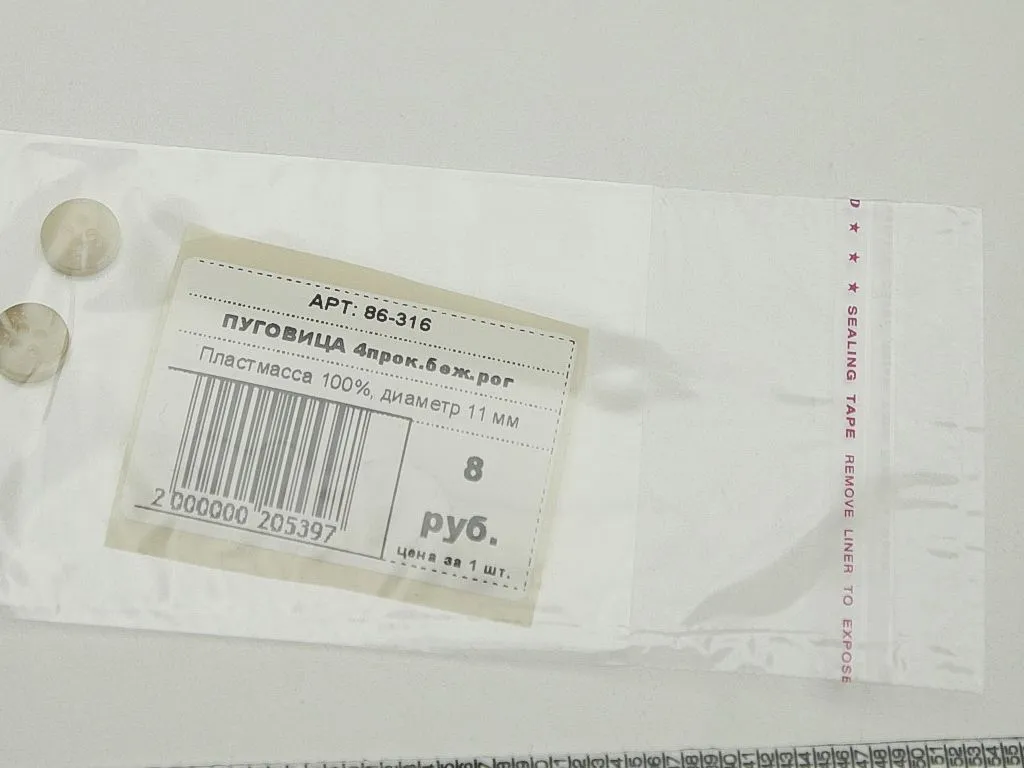 АРТ: 86-316
ПУГОВИЦА 4прок.беж.рог
Пластмасса 100%, диаметр 11 мм
8
руб.
цена за 1 шт.
2 000000 205397
D ★ ★ ★ SEALING TAPE REMOVE LINER TO EXPOSE